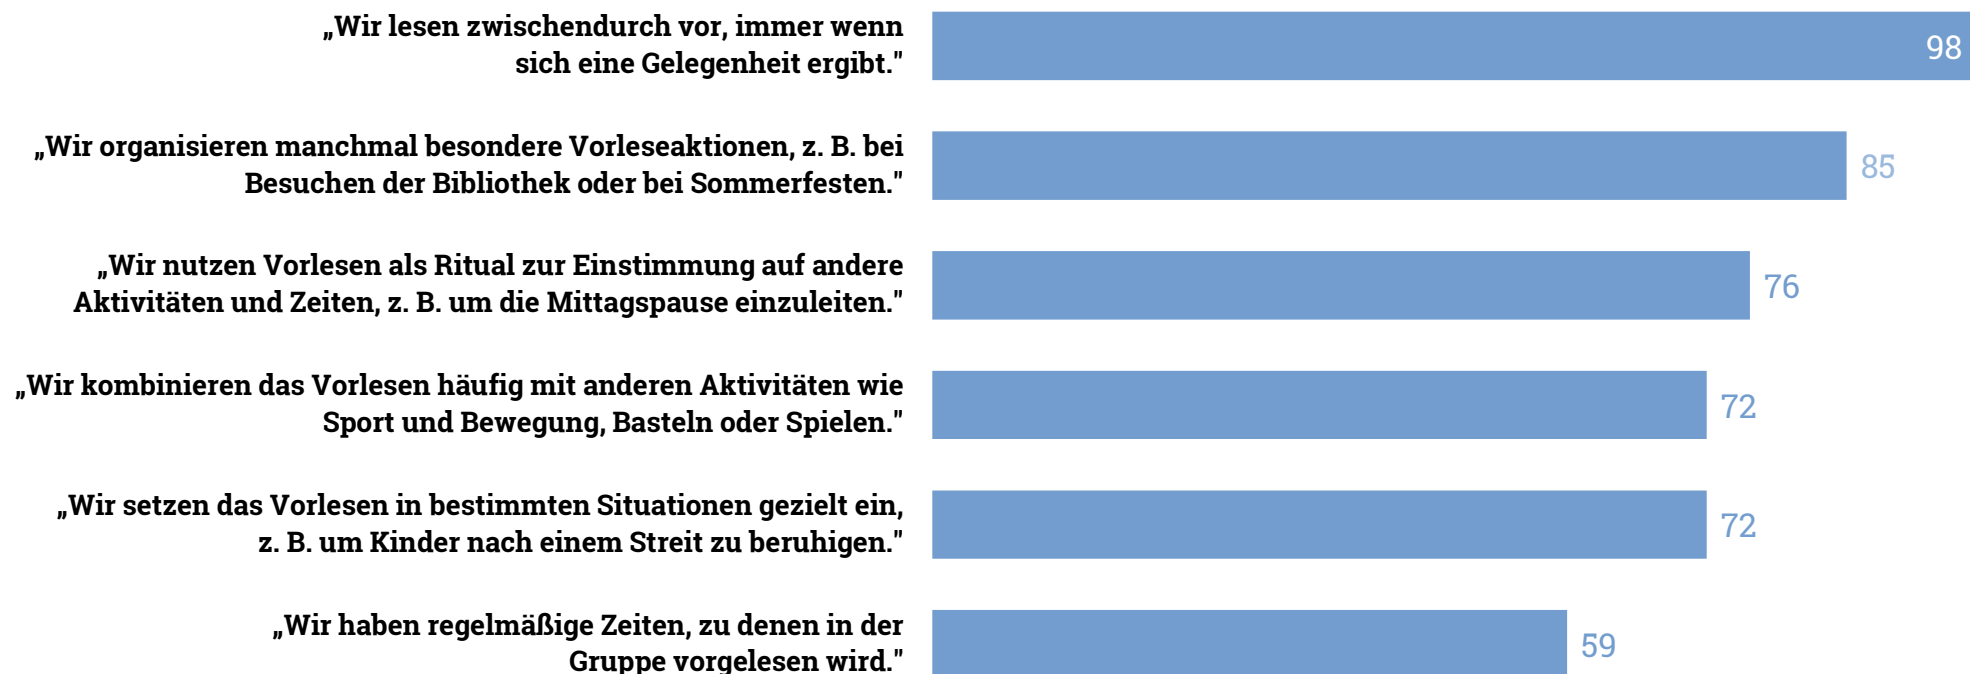 „Wir lesen zwischendurch vor, immer wenn
sich eine Gelegenheit ergibt."
98
„Wir organisieren manchmal besondere Vorleseaktionen, z. B. bei
Besuchen der Bibliothek oder bei Sommerfesten."
85
„Wir nutzen Vorlesen als Ritual zur Einstimmung auf andere
Aktivitäten und Zeiten, z. B. um die Mittagspause einzuleiten."
76
„Wir kombinieren das Vorlesen häufig mit anderen Aktivitäten wie
Sport und Bewegung, Basteln oder Spielen."
72
„Wir setzen das Vorlesen in bestimmten Situationen gezielt ein,
z. B. um Kinder nach einem Streit zu beruhigen."
72
„Wir haben regelmäßige Zeiten, zu denen in der
Gruppe vorgelesen wird."
59